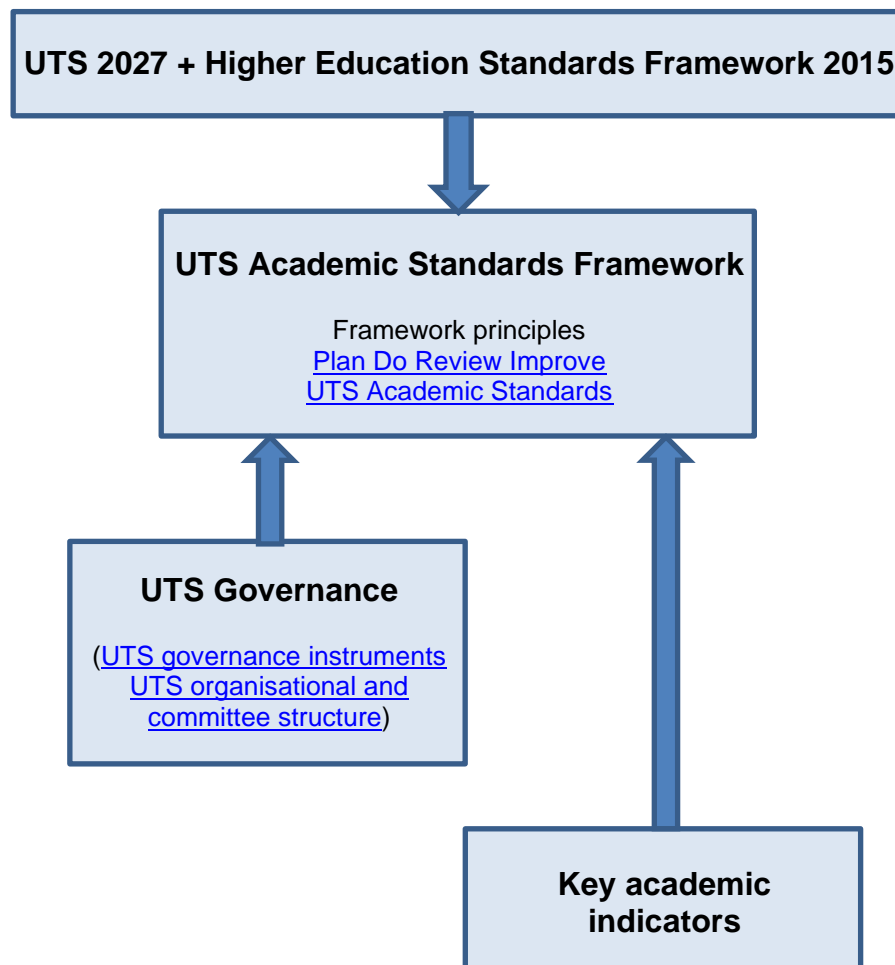 UTS 2027 + Higher Education Standards Framework 2015
UTS Academic Standards Framework
Framework principles
Plan Do Review Improve
UTS Academic Standards
UTS Governance
(UTS governance instruments
UTS organisational and
committee structure)
Key academic
indicators